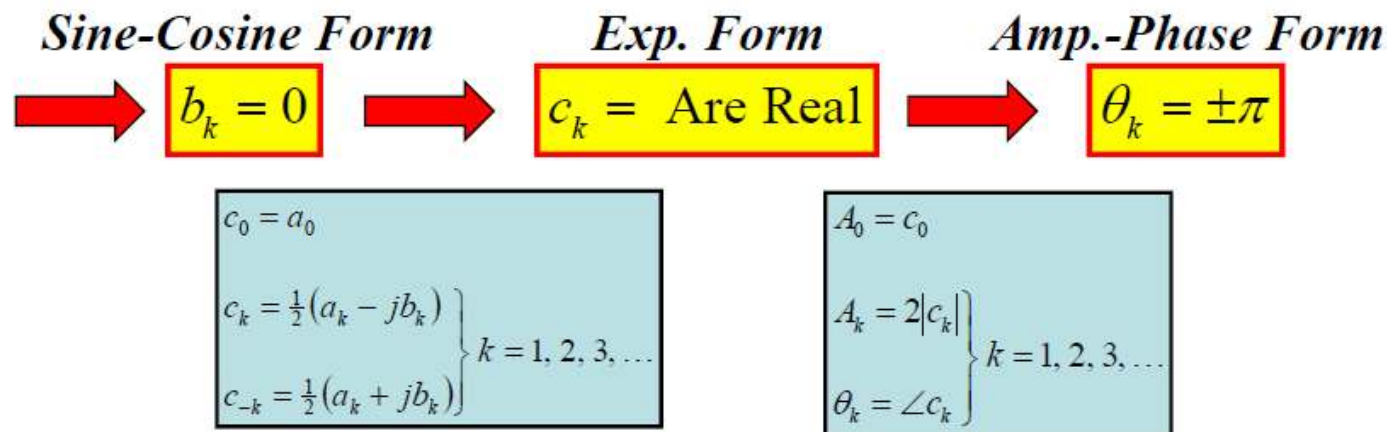 Sine-Cosine Form Exp. Form Amp.-Phase Form
b_k = 0 c_k = Are Real θ_k = ±π
c_0 = a_0
c_k = ½(a_k − jb_k)
c_{−k} = ½(a_k + jb_k) } k = 1, 2, 3, …
A_0 = c_0
A_k = 2|c_k|
θ_k = ∠c_k } k = 1, 2, 3, …